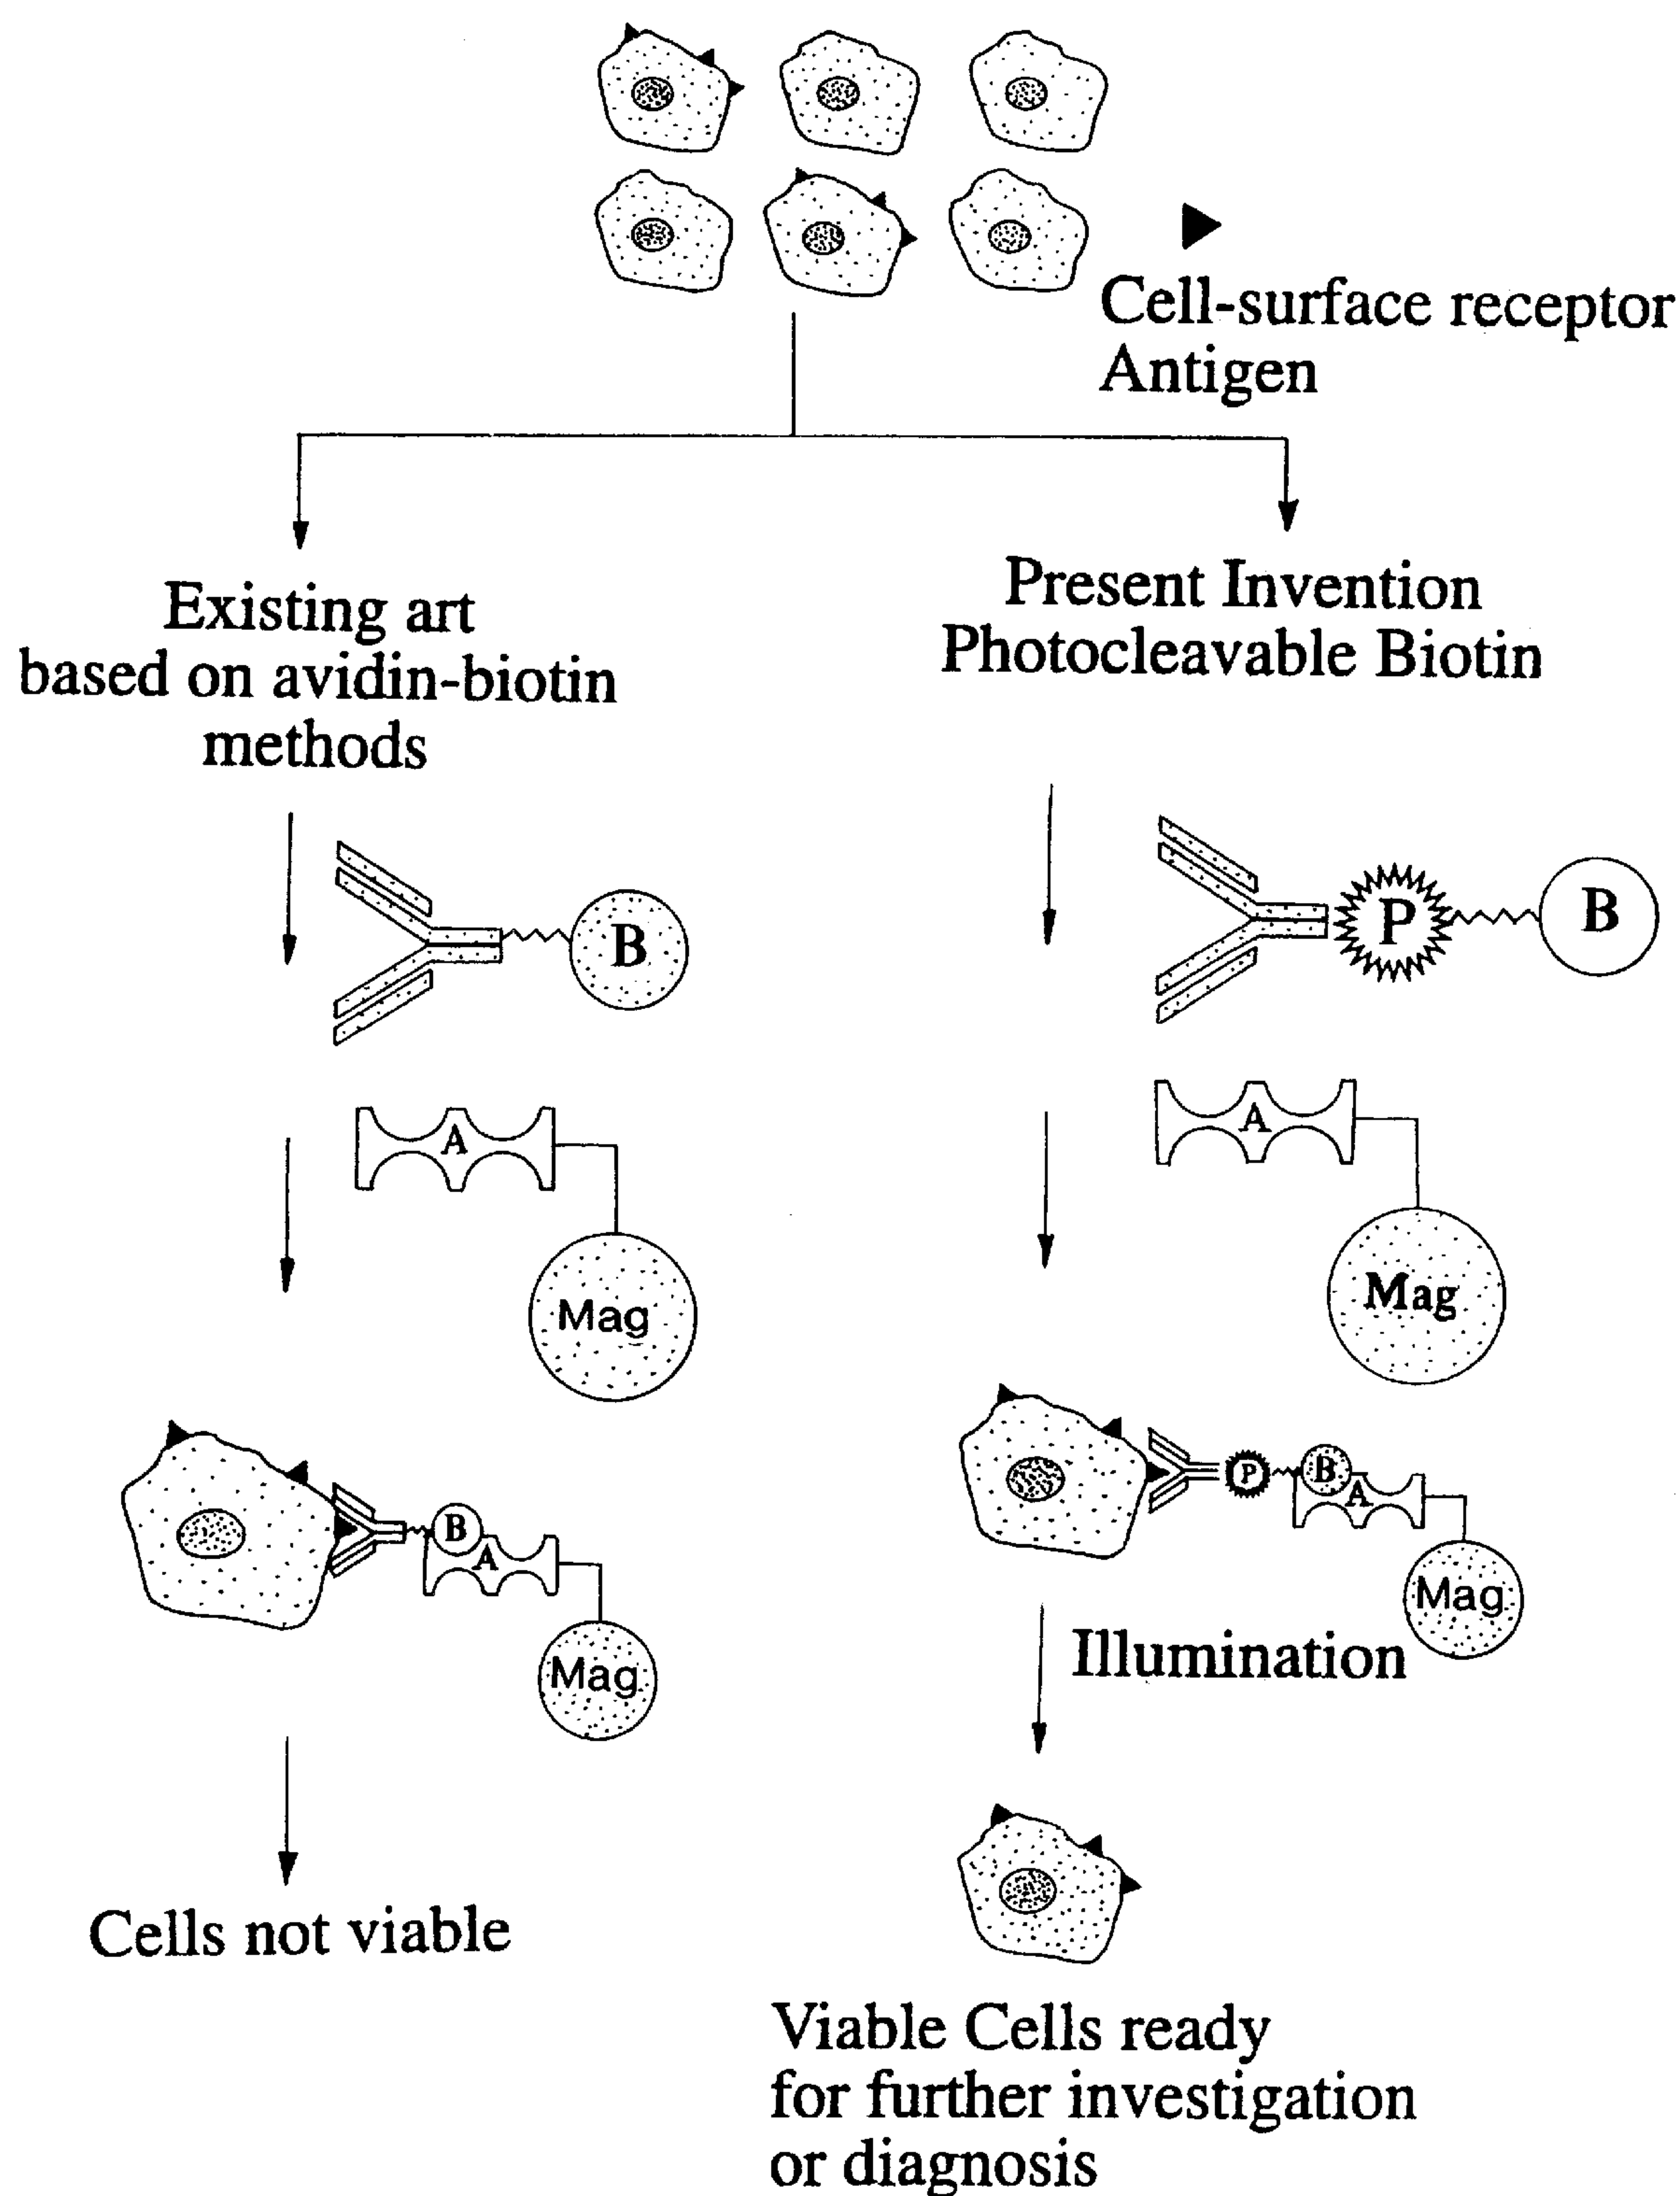 Cell-surface receptor
Antigen
Existing art
based on avidin-biotin
methods
Present Invention
Photocleavable Biotin
B
P
B
A
Mag
A
Mag
B
A
Mag
P
B
A
Mag
Illumination
Cells not viable
Viable Cells ready
for further investigation
or diagnosis